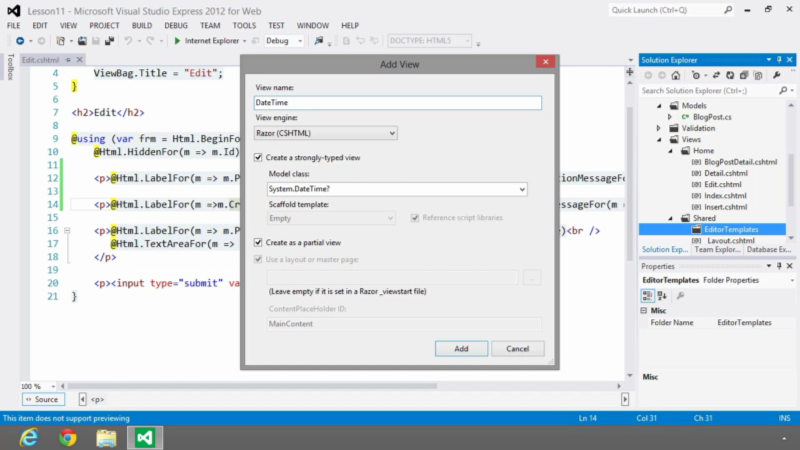 Lesson11 - Microsoft Visual Studio Express 2012 for Web
Quick Launch (Ctrl+Q)
FILE EDIT VIEW PROJECT BUILD DEBUG TEAM TOOLS TEST WINDOW HELP
Internet Explorer Debug DOCTYPE: HTML5
Toolbox
Edit.cshtml
4 ViewBag.Title = "Edit";
5 }
6
7 <h2>Edit</h2>
8
9 @using (var frm = Html.BeginFo
10 @Html.HiddenFor(m => m.Id)
11
12 <p>@Html.LabelFor(m => m.P
tionMessageFo
13
14 <p>@Html.LabelFor(m =>m.Cr
MessageFor(m =
15
16 <p>@Html.LabelFor(m => m.P
)<br />
17 @Html.TextAreaFor(m =>
18 </p>
19
20 <p><input type="submit" va
21 }
100 %
Source <p>
Add View
View name:
DateTime
View engine:
Razor (CSHTML)
Create a strongly-typed view
Model class:
System.DateTime?
Scaffold template:
Empty
Reference script libraries
Create as a partial view
Use a layout or master page:
...
(Leave empty if it is set in a Razor _viewstart file)
ContentPlaceHolder ID:
MainContent
Add Cancel
Solution Explorer
Search Solution Explorer (Ctrl+;)
Models
BlogPost.cs
Validation
Views
Home
BlogPostDetail.cshtml
Detail.cshtml
Edit.cshtml
Index.cshtml
Insert.cshtml
Shared
EditorTemplates
Layout.cshtml
Solution Exp... Team Explor... Database Ex...
Properties
EditorTemplates Folder Properties
Misc
Folder Name EditorTemplates
Misc
This item does not support previewing
Ln 14 Col 31 Ch 31 INS